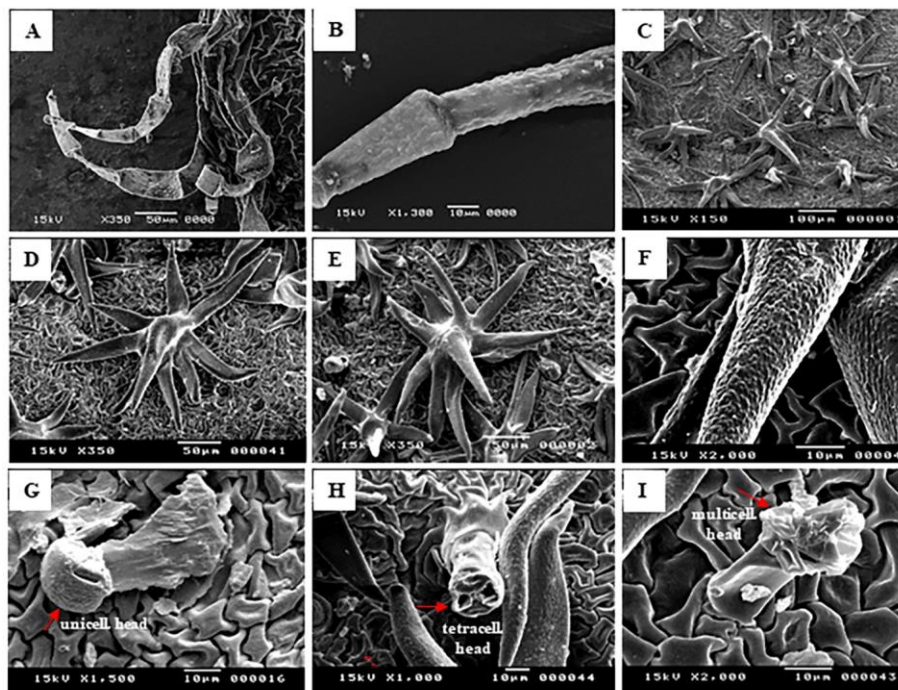 A
15kV X350 50μm 0000
B
15kV X1,300 10μm 0000
C
15kV X150 100μm
D
15kV X350 50μm 000041
E
15kV X350 50μm
F
15kV X2,000 10μm
G
unicell head
15kV X1,500 10μm 000016
H
tetracell
head
15kV X1,000 10μm 000044
I
multicell
head
15kV X2,000 10μm